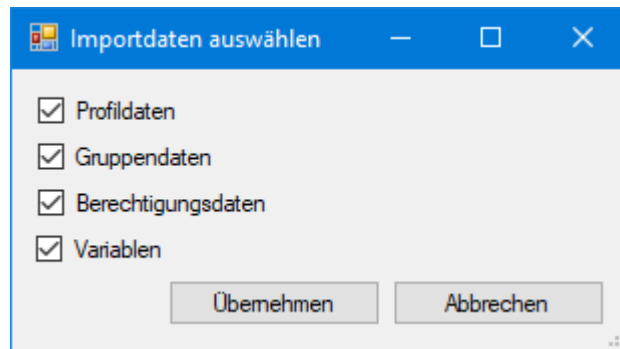 Importdaten auswählen
Profildaten
Gruppendaten
Berechtigungsdaten
Variablen
Übernehmen Abbrechen